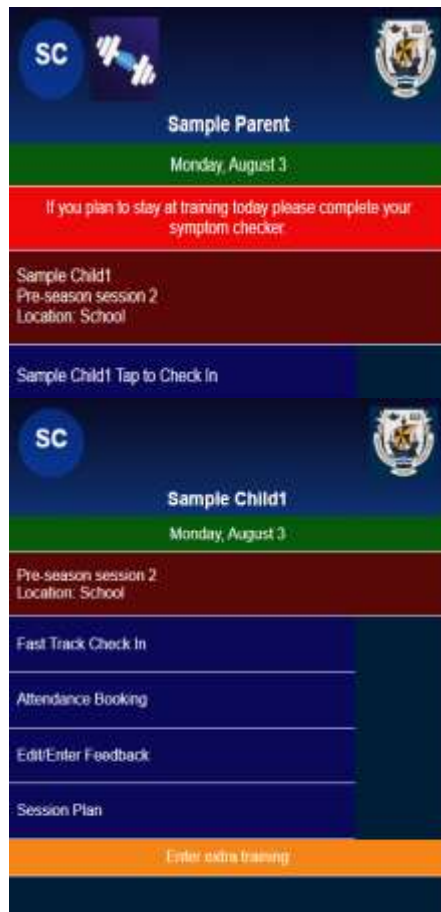 SC
Sample Parent
Monday, August 3
If you plan to stay at training today please complete your
symptom checker.
Sample Child1
Pre-season session 2
Location: School
Sample Child1 Tap to Check In
SC
Sample Child1
Monday, August 3
Pre-season session 2
Location: School
Fast Track Check In
Attendance Booking
Edit/Enter Feedback
Session Plan
Enter extra training